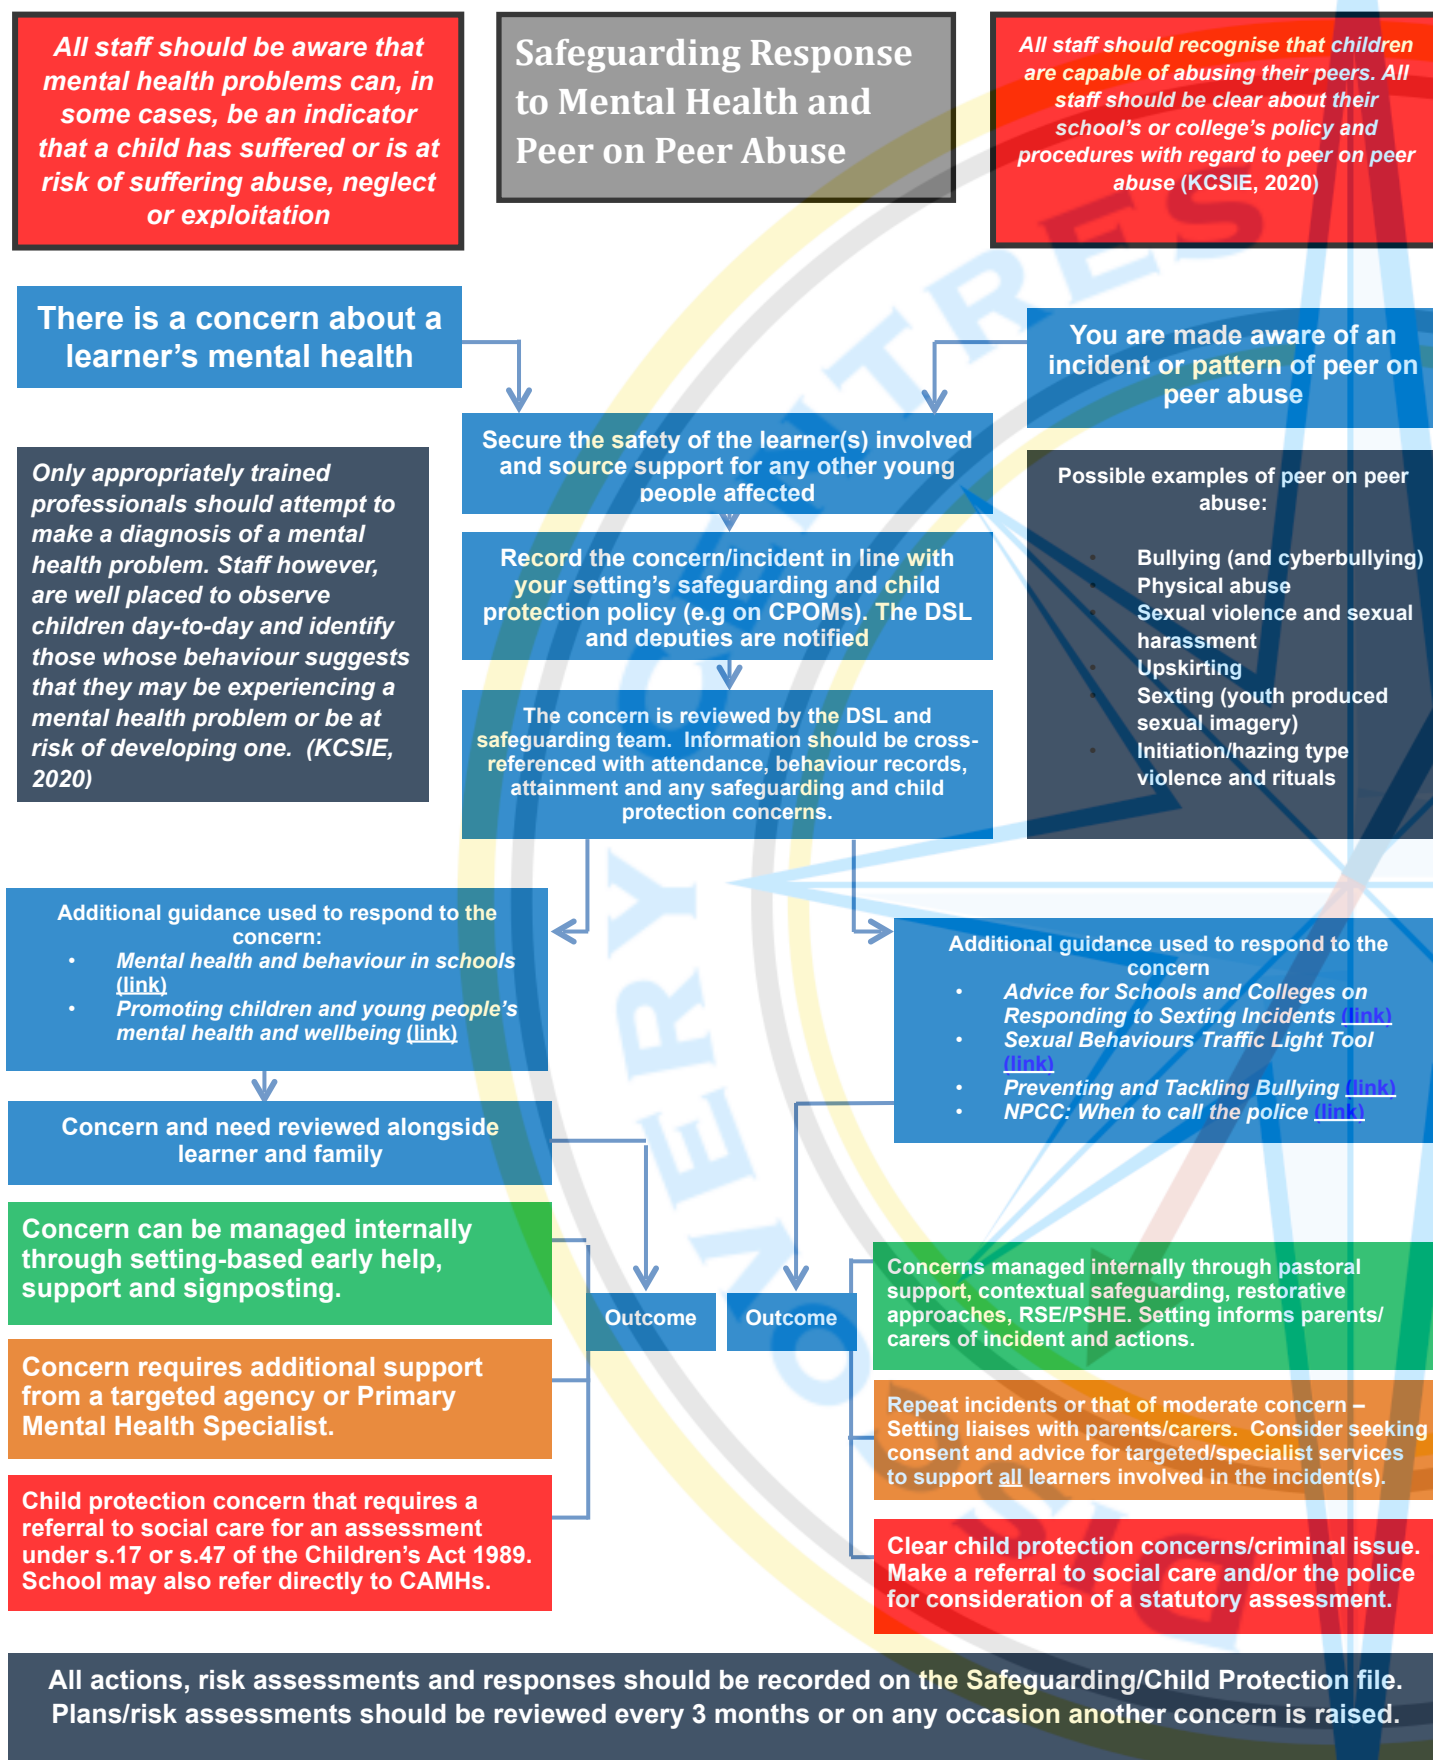 All staff should be aware that
mental health problems can, in
some cases, be an indicator
that a child has suffered or is at
risk of suffering abuse, neglect
or exploitation
Safeguarding Response
to Mental Health and
Peer on Peer Abuse
All staff should recognise that children
are capable of abusing their peers. All
staff should be clear about their
school's or college's policy and
procedures with regard to peer on peer
abuse (KCSIE, 2020)
There is a concern about a
learner's mental health
You are made aware of an
incident or pattern of peer on
peer abuse
Secure the safety of the learner(s) involved
and source support for any other young
people affected
Only appropriately trained
professionals should attempt to
make a diagnosis of a mental
health problem. Staff however,
are well placed to observe
children day-to-day and identify
those whose behaviour suggests
that they may be experiencing a
mental health problem or be at
risk of developing one.  (KCSIE,
2020)
Record the concern/incident in line with
your setting's safeguarding and child
protection policy (e.g on CPOMs). The DSL
and deputies are notified
Possible examples of peer on peer
abuse:
• Bullying (and cyberbullying)
• Physical abuse
• Sexual violence and sexual
harassment
• Upskirting
• Sexting (youth produced
sexual imagery)
• Initiation/hazing type
violence and rituals
The concern is reviewed by the DSL and
safeguarding team.  Information should be cross-
referenced with attendance, behaviour records,
attainment and any safeguarding and child
protection concerns.
Additional guidance used to respond to the
concern:
• Mental health and behaviour in schools
(link)
• Promoting children and young people's
mental health and wellbeing (link)
Additional guidance used to respond to the
concern
• Advice for Schools and Colleges on
Responding to Sexting Incidents (link)
• Sexual Behaviours Traffic Light Tool
(link)
• Preventing and Tackling Bullying (link)
• NPCC: When to call the police (link)
Concern and need reviewed alongside
learner and family
Concern can be managed internally
through setting-based early help,
support and signposting.
Outcome
Outcome
Concerns managed internally through pastoral
support, contextual safeguarding, restorative
approaches, RSE/PSHE. Setting informs parents/
carers of incident and actions.
Concern requires additional support
from a targeted agency or Primary
Mental Health Specialist.
Repeat incidents or that of moderate concern –
Setting liaises with parents/carers.  Consider seeking
consent and advice for targeted/specialist services
to support all learners involved in the incident(s).
Child protection concern that requires a
referral to social care for an assessment
under s.17 or s.47 of the Children's Act 1989.
School may also refer directly to CAMHs.
Clear child protection concerns/criminal issue.
Make a referral to social care and/or the police
for consideration of a statutory assessment.
All actions, risk assessments and responses should be recorded on the Safeguarding/Child Protection file.
Plans/risk assessments should be reviewed every 3 months or on any occasion another concern is raised.
DISCOVERY CENTRES